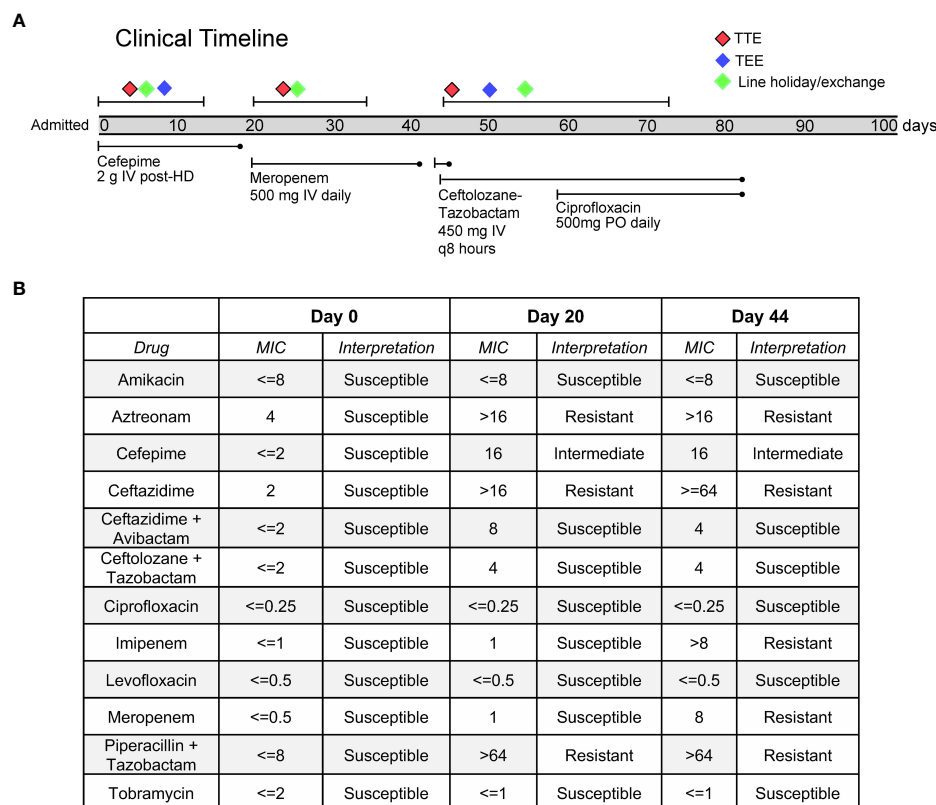 A
Clinical Timeline
TTE
TEE
Line holiday/exchange
Admitted 0 10 20 30 40 50 60 70 80 90 100 days
Cefepime
2 g IV post-HD
Meropenem
500 mg IV daily
Ceftolozane-
Tazobactam
450 mg IV
q8 hours
Ciprofloxacin
500mg PO daily
B
Day 0 Day 20 Day 44
Drug MIC Interpretation MIC Interpretation MIC Interpretation
Amikacin <=8 Susceptible <=8 Susceptible <=8 Susceptible
Aztreonam 4 Susceptible >16 Resistant >16 Resistant
Cefepime <=2 Susceptible 16 Intermediate 16 Intermediate
Ceftazidime 2 Susceptible >16 Resistant >=64 Resistant
Ceftazidime +
Avibactam <=2 Susceptible 8 Susceptible 4 Susceptible
Ceftolozane +
Tazobactam <=2 Susceptible 4 Susceptible 4 Susceptible
Ciprofloxacin <=0.25 Susceptible <=0.25 Susceptible <=0.25 Susceptible
Imipenem <=1 Susceptible 1 Susceptible >8 Resistant
Levofloxacin <=0.5 Susceptible <=0.5 Susceptible <=0.5 Susceptible
Meropenem <=0.5 Susceptible 1 Susceptible 8 Resistant
Piperacillin +
Tazobactam <=8 Susceptible >64 Resistant >64 Resistant
Tobramycin <=2 Susceptible <=1 Susceptible <=1 Susceptible